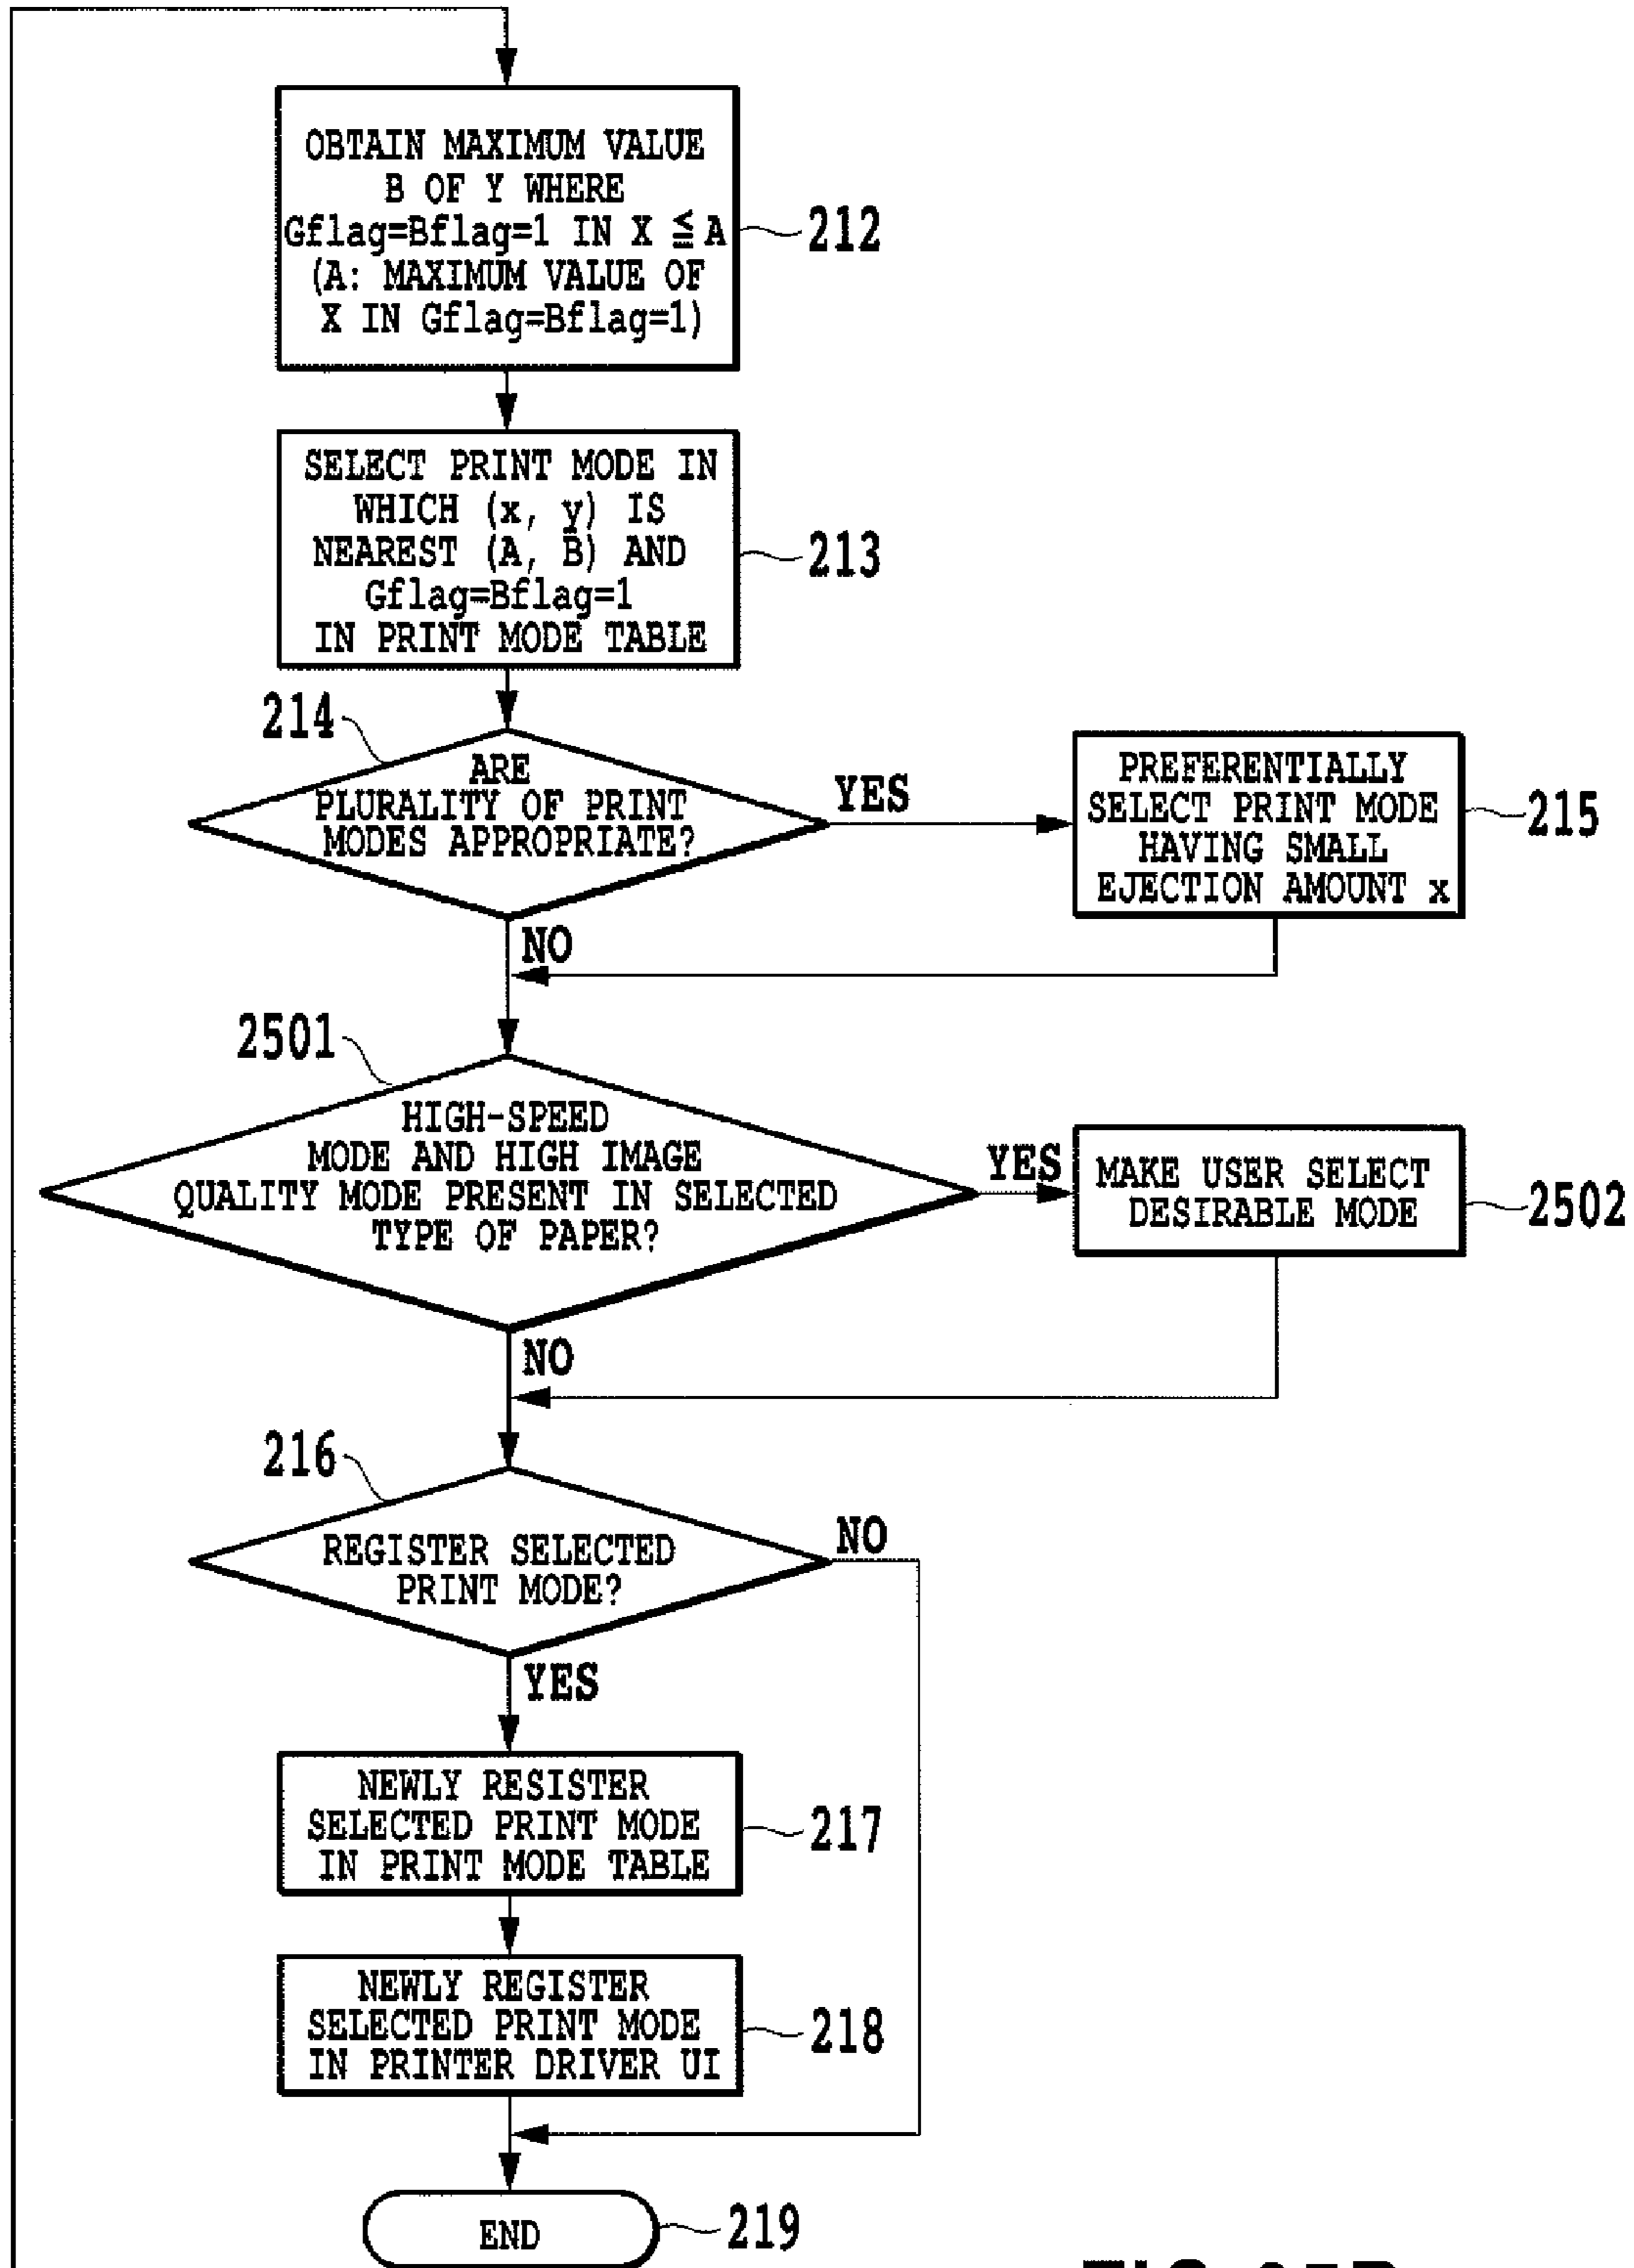 OBTAIN MAXIMUM VALUE
B OF Y WHERE
Gflag=Bflag=1 IN X ≦ A
(A: MAXIMUM VALUE OF
X IN Gflag=Bflag=1)
212
SELECT PRINT MODE IN
WHICH (x, y) IS
NEAREST (A, B) AND
Gflag=Bflag=1
IN PRINT MODE TABLE
213
214
ARE
PLURALITY OF PRINT
MODES APPROPRIATE?
YES
PREFERENTIALLY
SELECT PRINT MODE
HAVING SMALL
EJECTION AMOUNT x
215
NO
2501
HIGH-SPEED
MODE AND HIGH IMAGE
QUALITY MODE PRESENT IN SELECTED
TYPE OF PAPER?
YES
MAKE USER SELECT
DESIRABLE MODE
2502
NO
216
REGISTER SELECTED
PRINT MODE?
NO
YES
NEWLY RESISTER
SELECTED PRINT MODE
IN PRINT MODE TABLE
217
NEWLY REGISTER
SELECTED PRINT MODE
IN PRINTER DRIVER UI
218
END
219